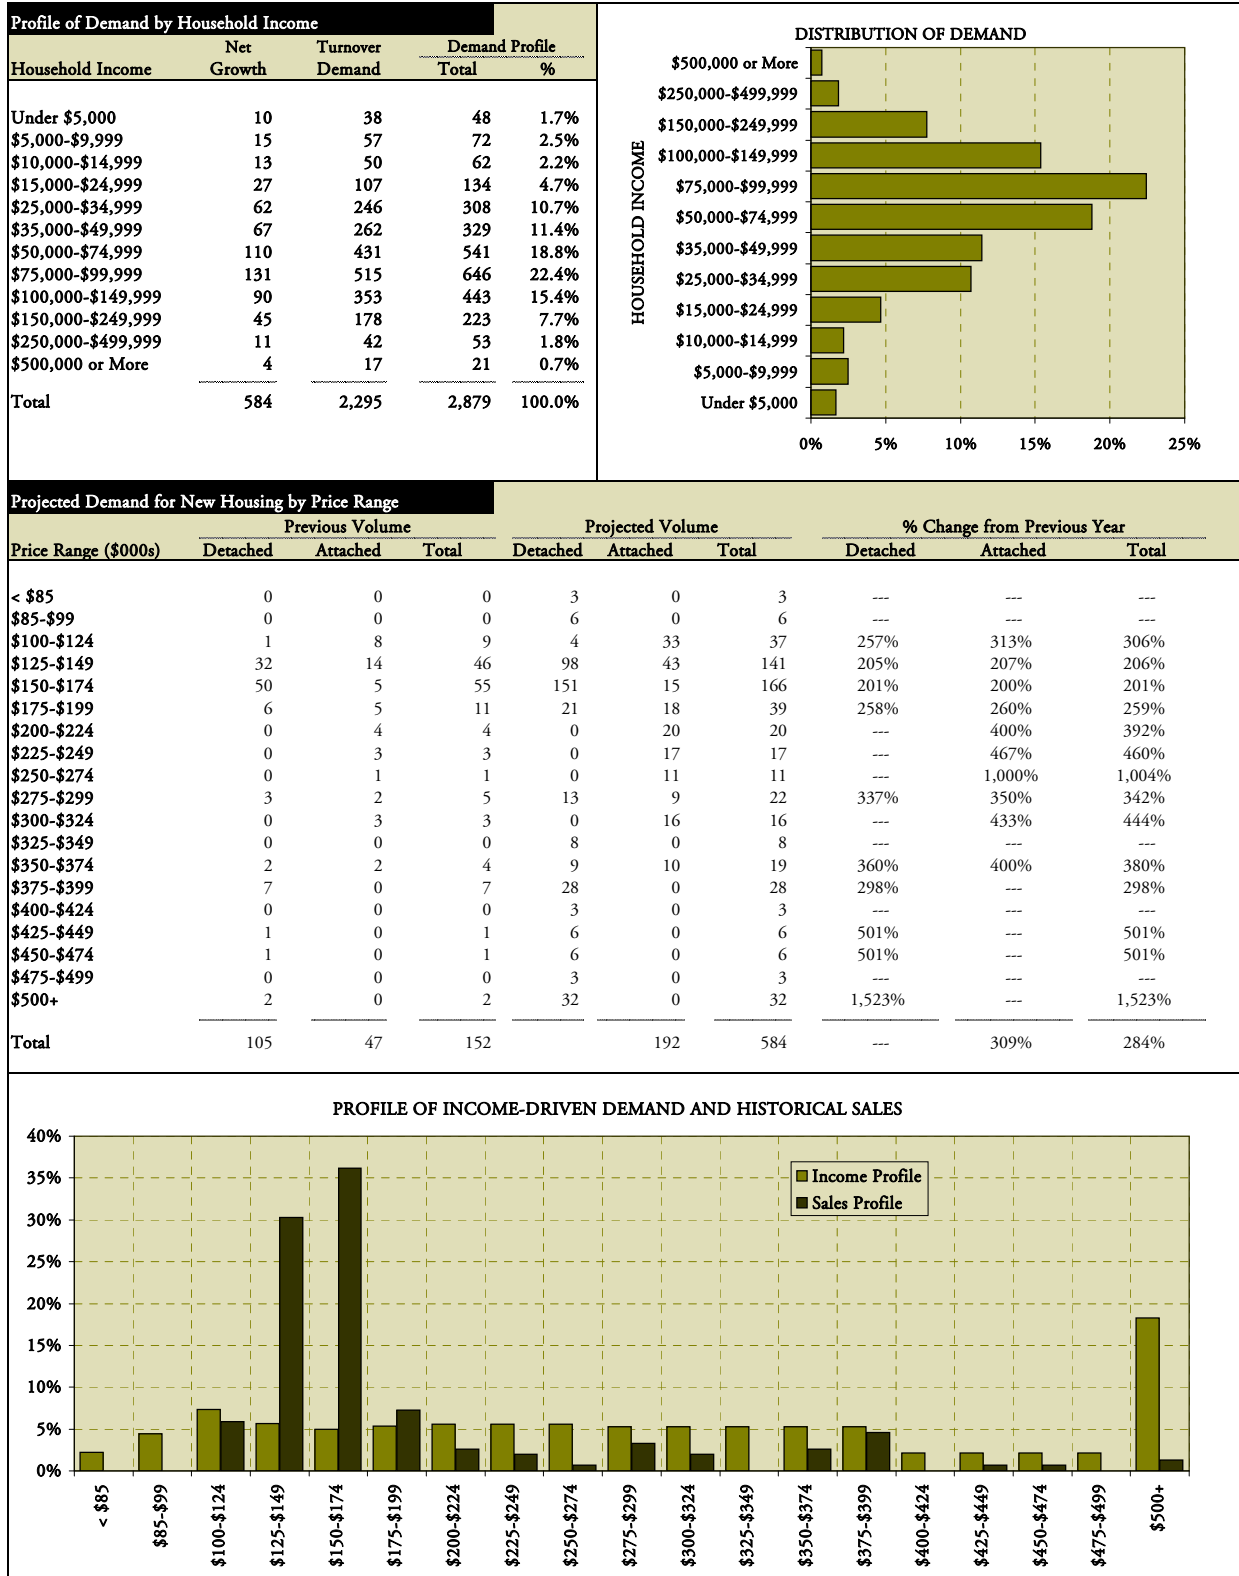 Profile of Demand by Household Income
Net Turnover Demand Profile
Household Income Growth Demand Total %
Under $5,000 10 38 48 1.7%
$5,000-$9,999 15 57 72 2.5%
$10,000-$14,999 13 50 62 2.2%
$15,000-$24,999 27 107 134 4.7%
$25,000-$34,999 62 246 308 10.7%
$35,000-$49,999 67 262 329 11.4%
$50,000-$74,999 110 431 541 18.8%
$75,000-$99,999 131 515 646 22.4%
$100,000-$149,999 90 353 443 15.4%
$150,000-$249,999 45 178 223 7.7%
$250,000-$499,999 11 42 53 1.8%
$500,000 or More 4 17 21 0.7%
Total 584 2,295 2,879 100.0%
DISTRIBUTION OF DEMAND
HOUSEHOLD INCOME
$500,000 or More
$250,000-$499,999
$150,000-$249,999
$100,000-$149,999
$75,000-$99,999
$50,000-$74,999
$35,000-$49,999
$25,000-$34,999
$15,000-$24,999
$10,000-$14,999
$5,000-$9,999
Under $5,000
0% 5% 10% 15% 20% 25%
Projected Demand for New Housing by Price Range
Previous Volume Projected Volume % Change from Previous Year
Price Range ($000s) Detached Attached Total Detached Attached Total Detached Attached Total
< $85 0 0 0 3 0 3 --- --- ---
$85-$99 0 0 0 6 0 6 --- --- ---
$100-$124 1 8 9 4 33 37 257% 313% 306%
$125-$149 32 14 46 98 43 141 205% 207% 206%
$150-$174 50 5 55 151 15 166 201% 200% 201%
$175-$199 6 5 11 21 18 39 258% 260% 259%
$200-$224 0 4 4 0 20 20 --- 400% 392%
$225-$249 0 3 3 0 17 17 --- 467% 460%
$250-$274 0 1 1 0 11 11 --- 1,000% 1,004%
$275-$299 3 2 5 13 9 22 337% 350% 342%
$300-$324 0 3 3 0 16 16 --- 433% 444%
$325-$349 0 0 0 8 0 8 --- --- ---
$350-$374 2 2 4 9 10 19 360% 400% 380%
$375-$399 7 0 7 28 0 28 298% --- 298%
$400-$424 0 0 0 3 0 3 --- --- ---
$425-$449 1 0 1 6 0 6 501% --- 501%
$450-$474 1 0 1 6 0 6 501% --- 501%
$475-$499 0 0 0 3 0 3 --- --- ---
$500+ 2 0 2 32 0 32 1,523% --- 1,523%
Total 105 47 152 192 584 --- 309% 284%
PROFILE OF INCOME-DRIVEN DEMAND AND HISTORICAL SALES
40%
35%
30%
25%
20%
15%
10%
5%
0%
Income Profile
Sales Profile
< $85 $85-$99 $100-$124 $125-$149 $150-$174 $175-$199 $200-$224 $225-$249 $250-$274 $275-$299 $300-$324 $325-$349 $350-$374 $375-$399 $400-$424 $425-$449 $450-$474 $475-$499 $500+